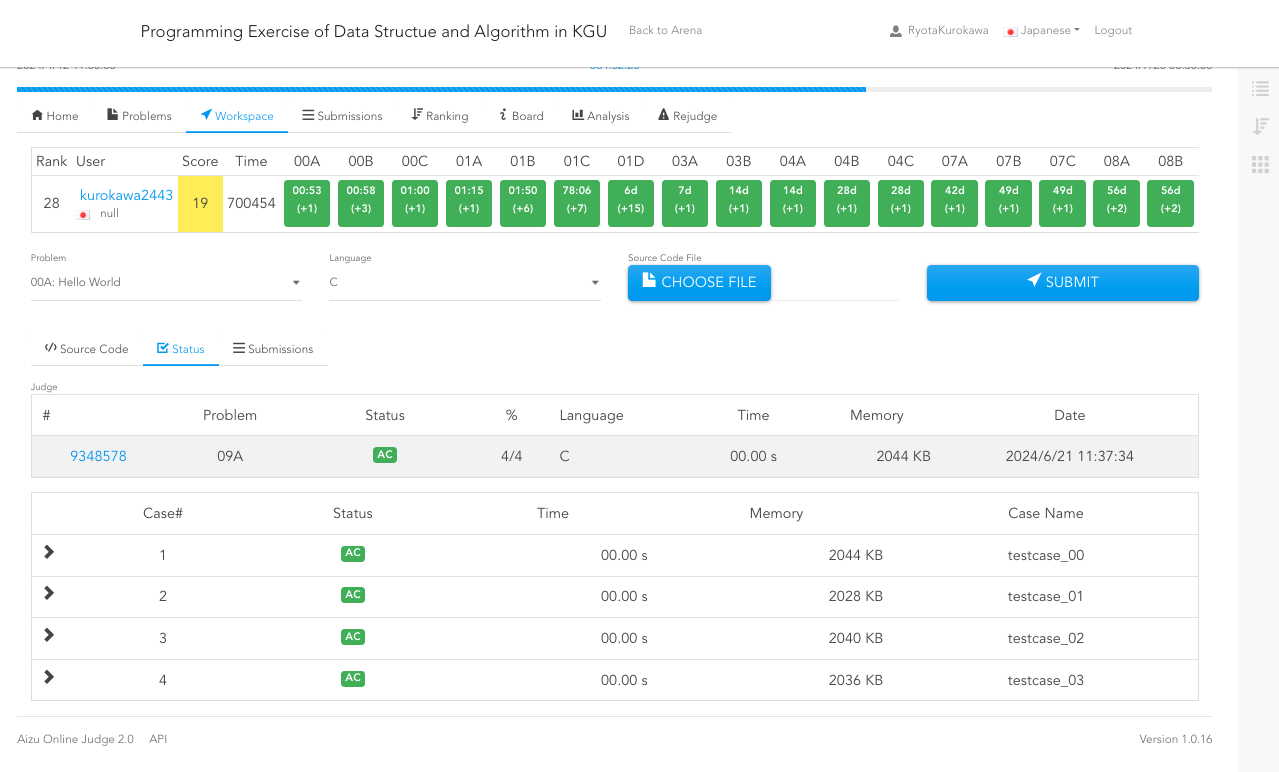 Programming Exercise of Data Structue and Algorithm in KGU Back to Arena RyotaKurokawa Japanese Logout
Home Problems Workspace Submissions Ranking Board Analysis Rejudge
Rank User Score Time 00A 00B 00C 01A 01B 01C 01D 03A 03B 04A 04B 04C 07A 07B 07C 08A 08B
28 kurokawa2443 19 700454 00:53 00:58 01:00 01:15 01:50 78:06 6d 7d 14d 14d 28d 28d 42d 49d 49d 56d 56d
null (+1) (+3) (+1) (+1) (+6) (+7) (+15) (+1) (+1) (+1) (+1) (+1) (+1) (+1) (+1) (+2) (+2)
Problem Language Source Code File
00A: Hello World C CHOOSE FILE SUBMIT
Source Code Status Submissions
Judge
# Problem Status % Language Time Memory Date
9348578 09A AC 4/4 C 00.00 s 2044 KB 2024/6/21 11:37:34
Case# Status Time Memory Case Name
1 AC 00.00 s 2044 KB testcase_00
2 AC 00.00 s 2028 KB testcase_01
3 AC 00.00 s 2040 KB testcase_02
4 AC 00.00 s 2036 KB testcase_03
Aizu Online Judge 2.0 API Version 1.0.16